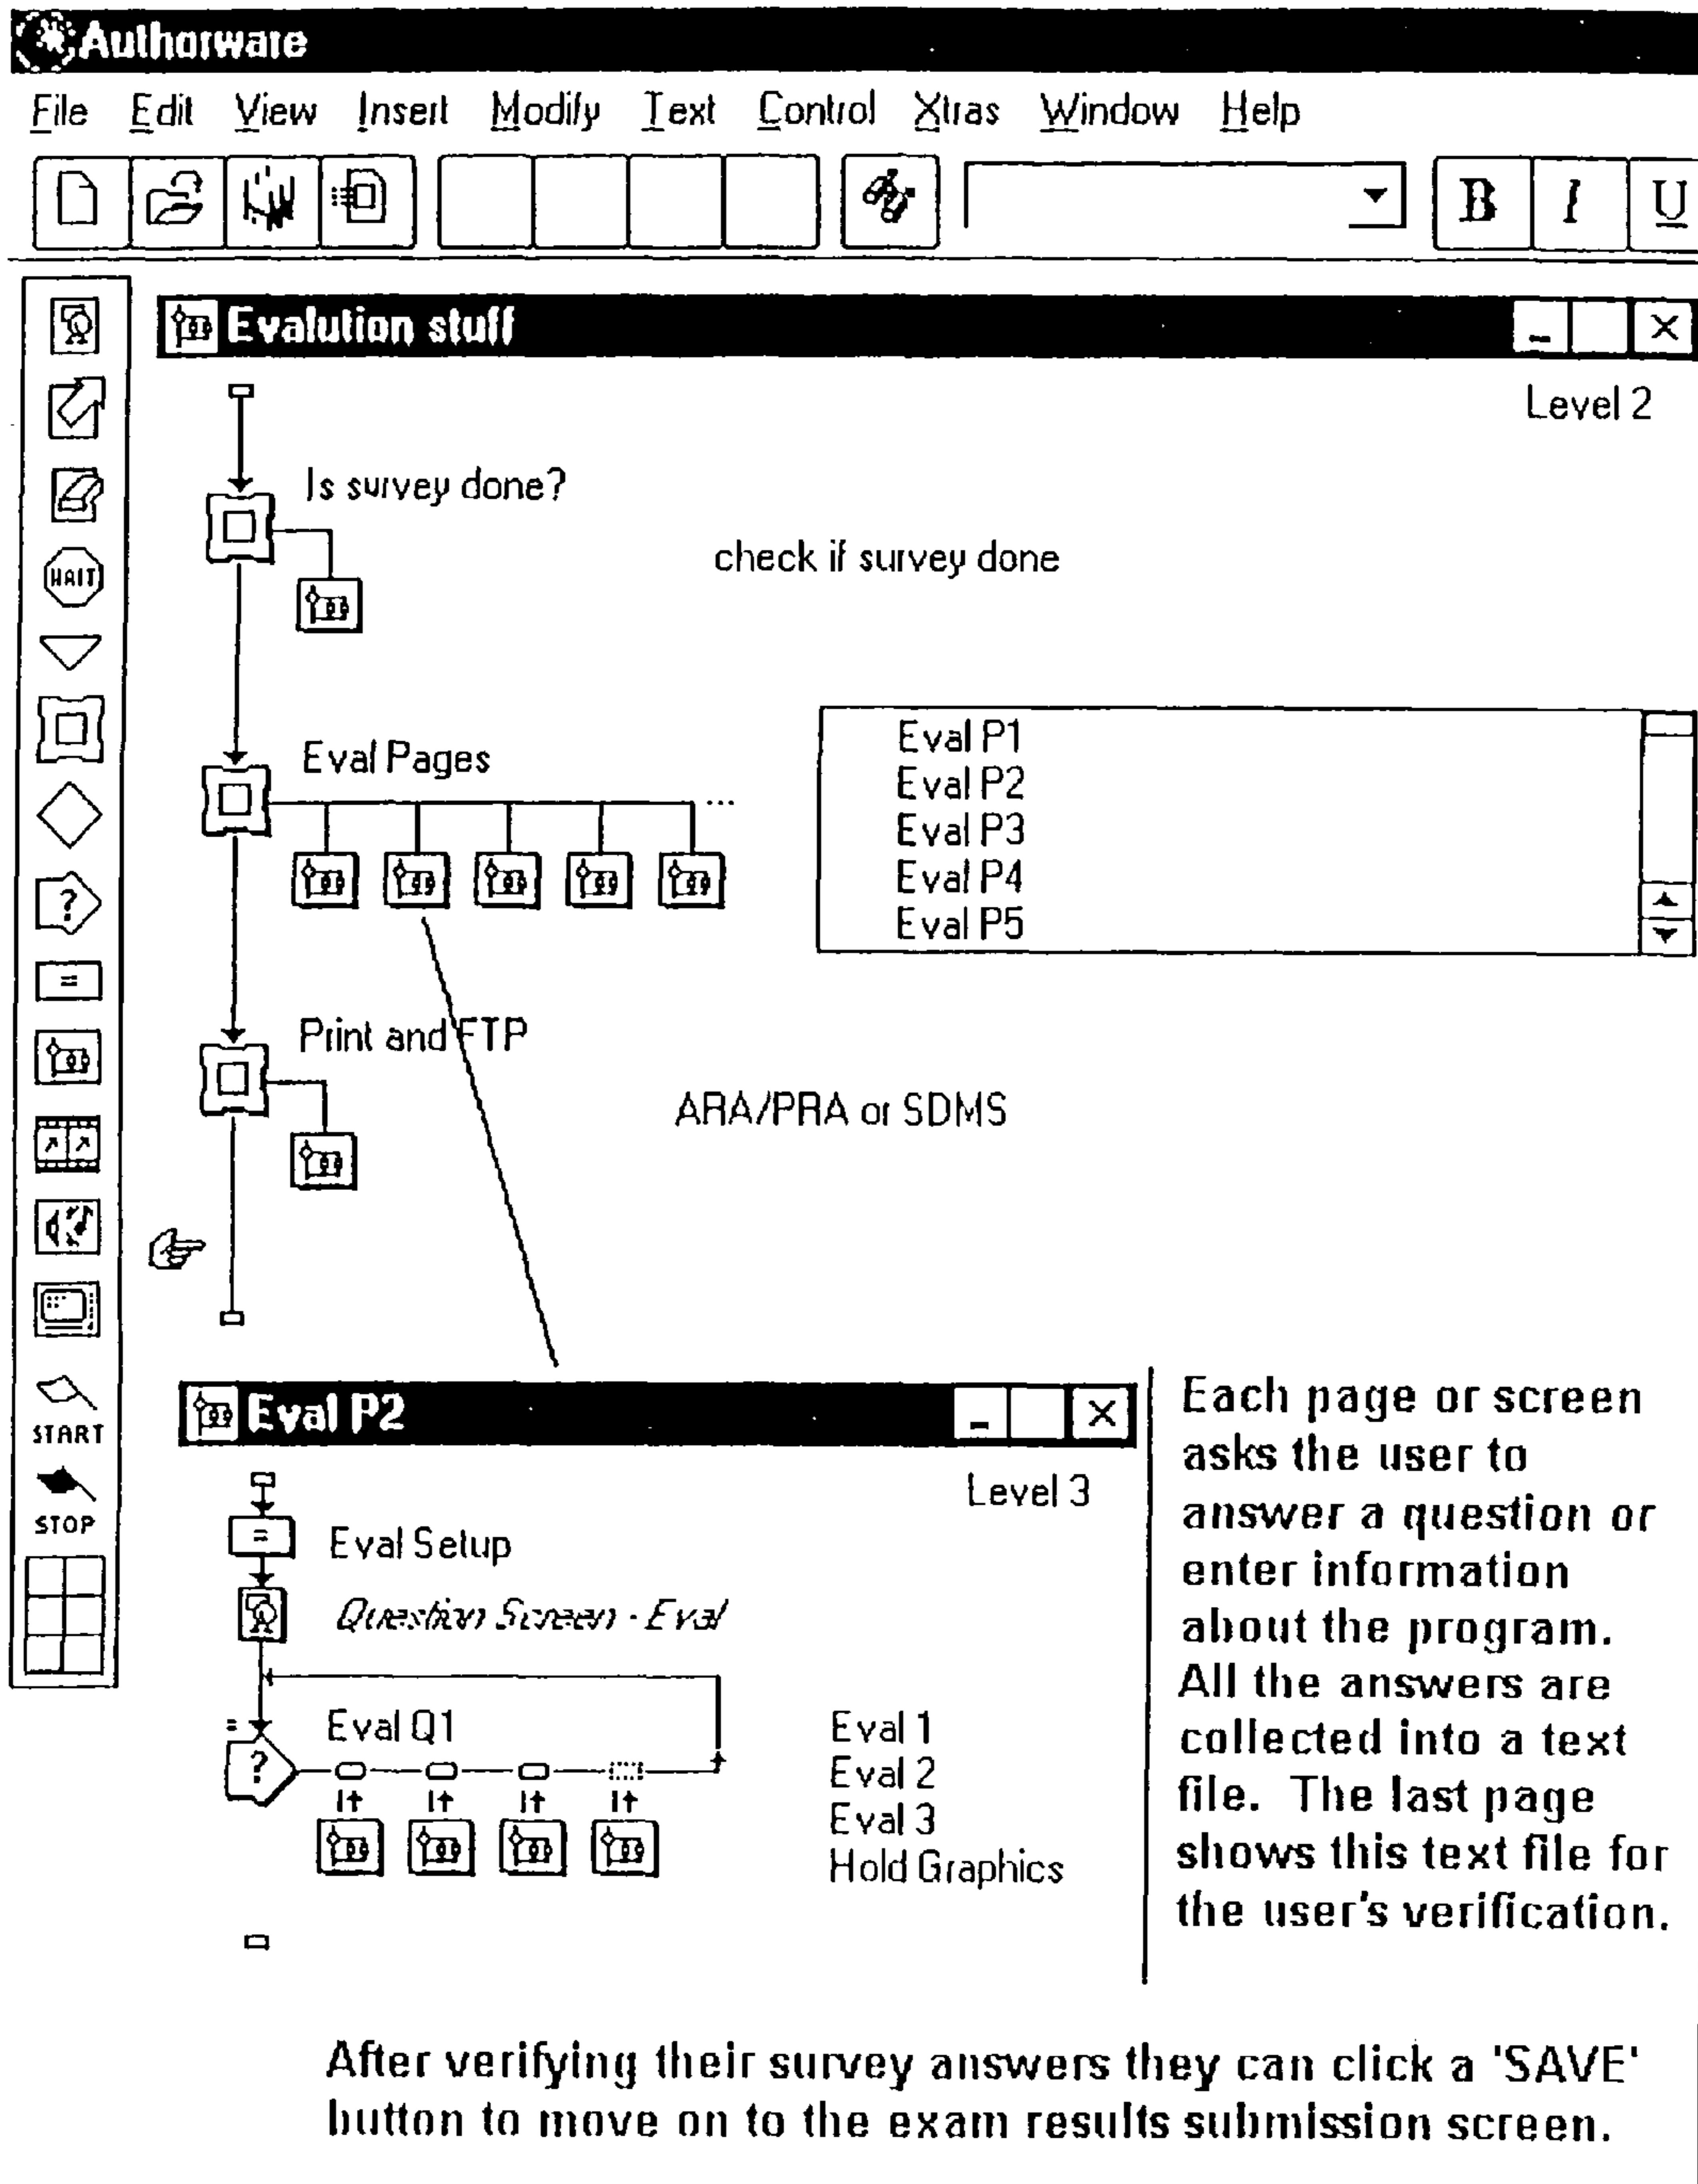 Authorware
File Edit View Insert Modify Text Control Xtras Window Help
B I U
Evalution stuff
Level 2
Is survey done?
check if survey done
WAIT
Eval Pages
Eval P1
Eval P2
Eval P3
Eval P4
Eval P5
?
=
Print and FTP
ARA/PRA or SDMS
START
STOP
Eval P2
Level 3
=
Eval Setup
Question Screen - Eval
=
Eval Q1
?
Eval 1
Eval 2
Eval 3
Hold Graphics
Each page or screen
asks the user to
answer a question or
enter information
about the program.
All the answers are
collected into a text
file. The last page
shows this text file for
the user's verification.
After verifying their survey answers they can click a 'SAVE'
button to move on to the exam results submission screen.